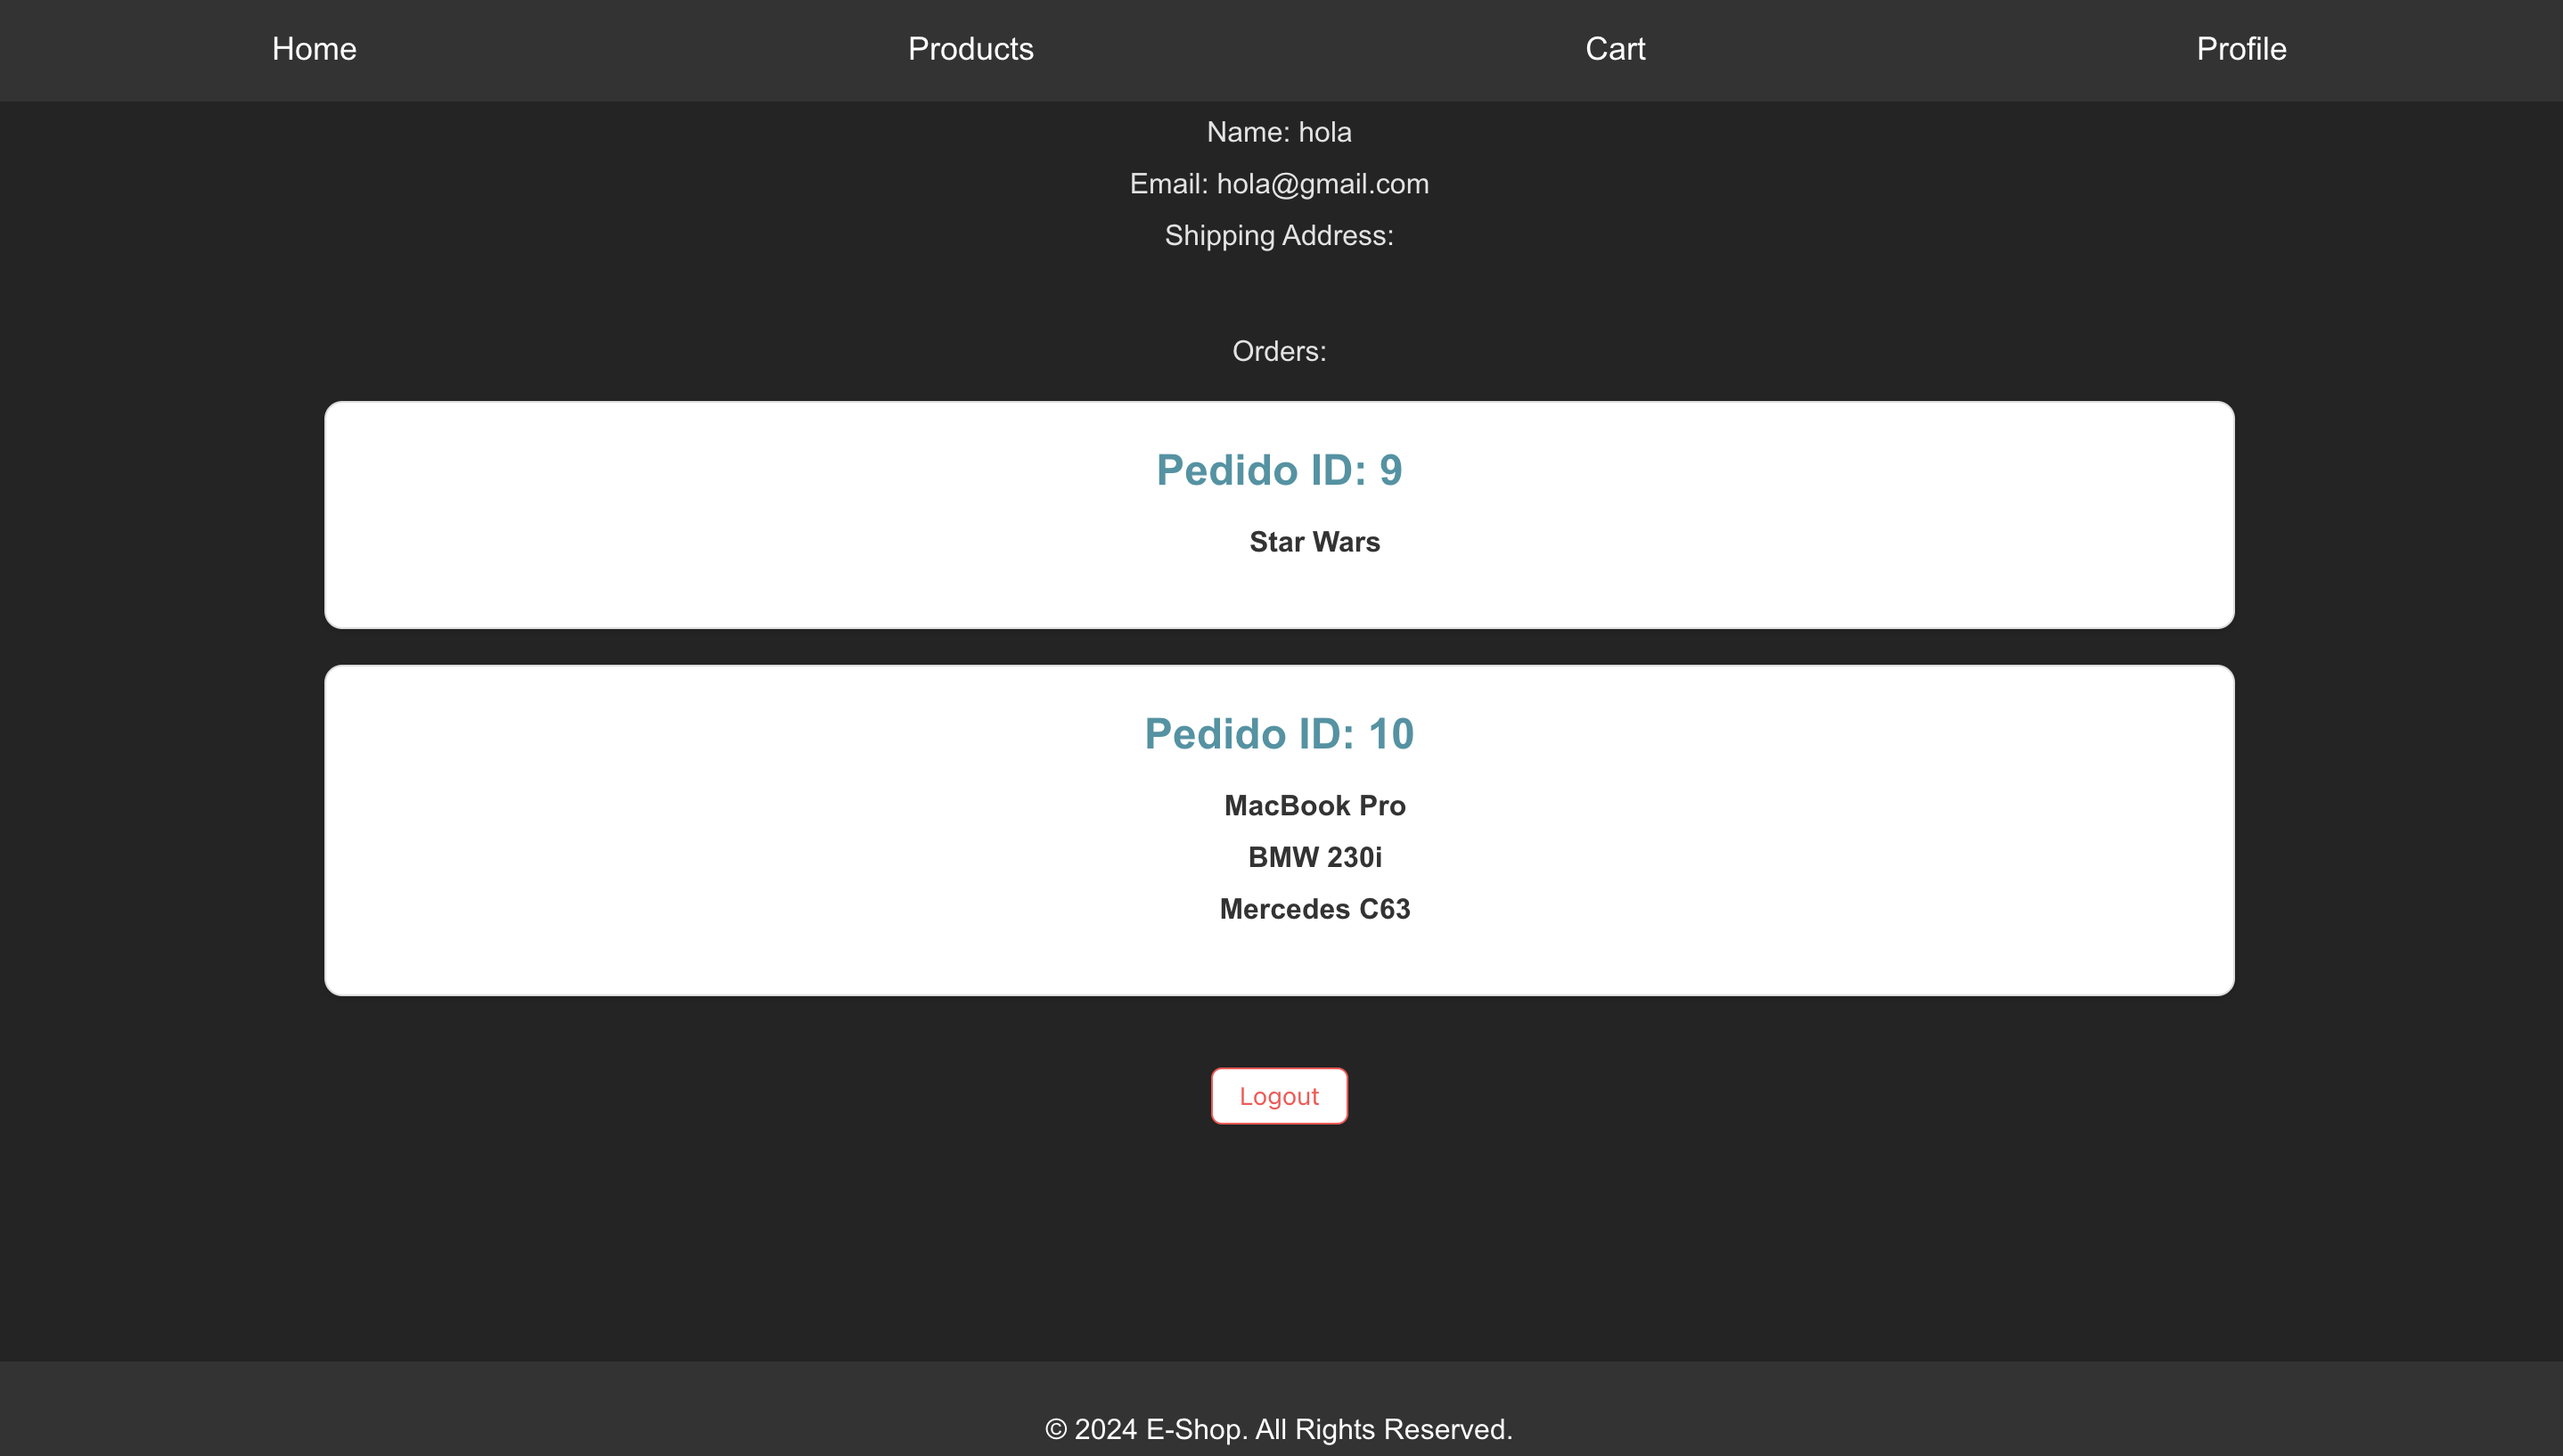 Home Products Cart Profile
Name: hola
Email: hola@gmail.com
Shipping Address:
Orders:
Pedido ID: 9
Star Wars
Pedido ID: 10
MacBook Pro
BMW 230i
Mercedes C63
Logout
© 2024 E-Shop. All Rights Reserved.